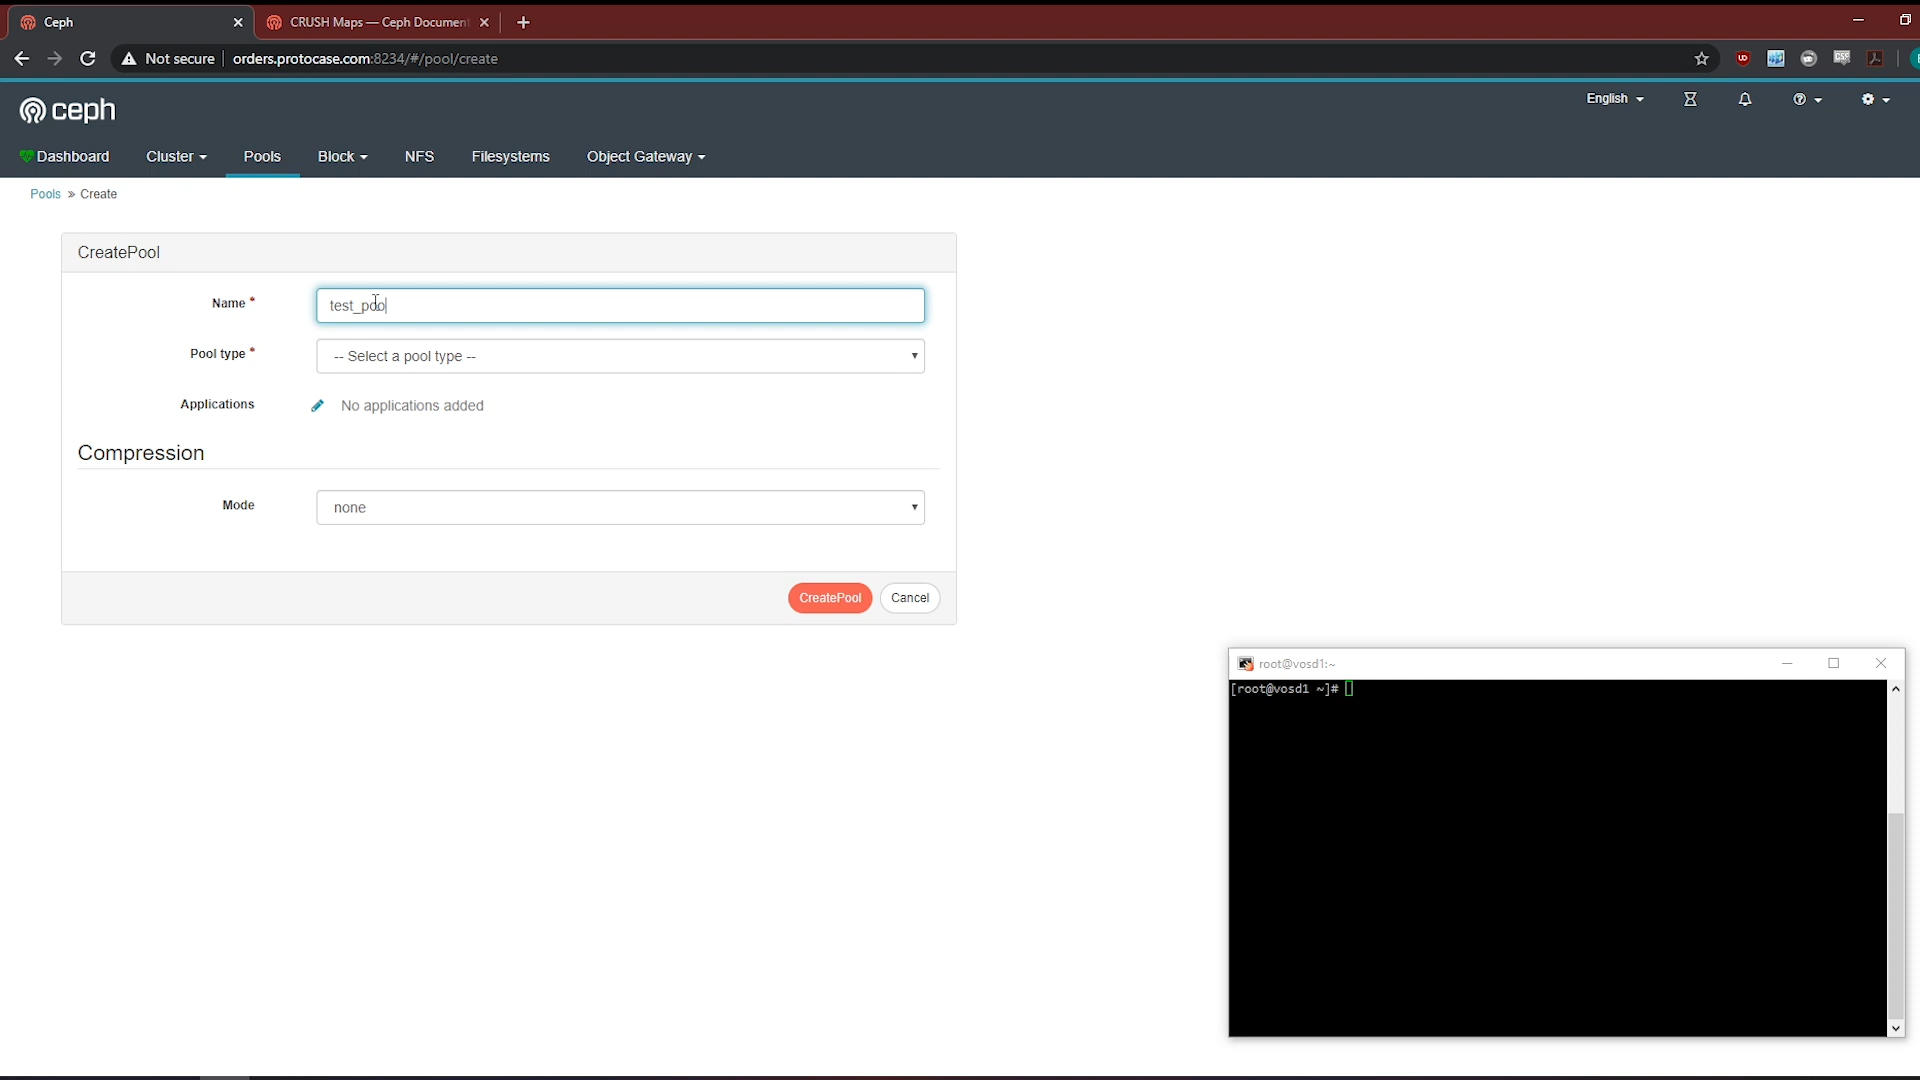 Ceph
CRUSH Maps — Ceph Documen
Not secure
orders.protocase.com:8234/#/pool/create
ceph
English
Dashboard
Cluster
Pools
Block
NFS
Filesystems
Object Gateway
Pools » Create
CreatePool
Name *
test_poo
Pool type *
-- Select a pool type --
Applications
No applications added
Compression
Mode
none
CreatePool
Cancel
root@vosd1:~
[root@vosd1 ~]#